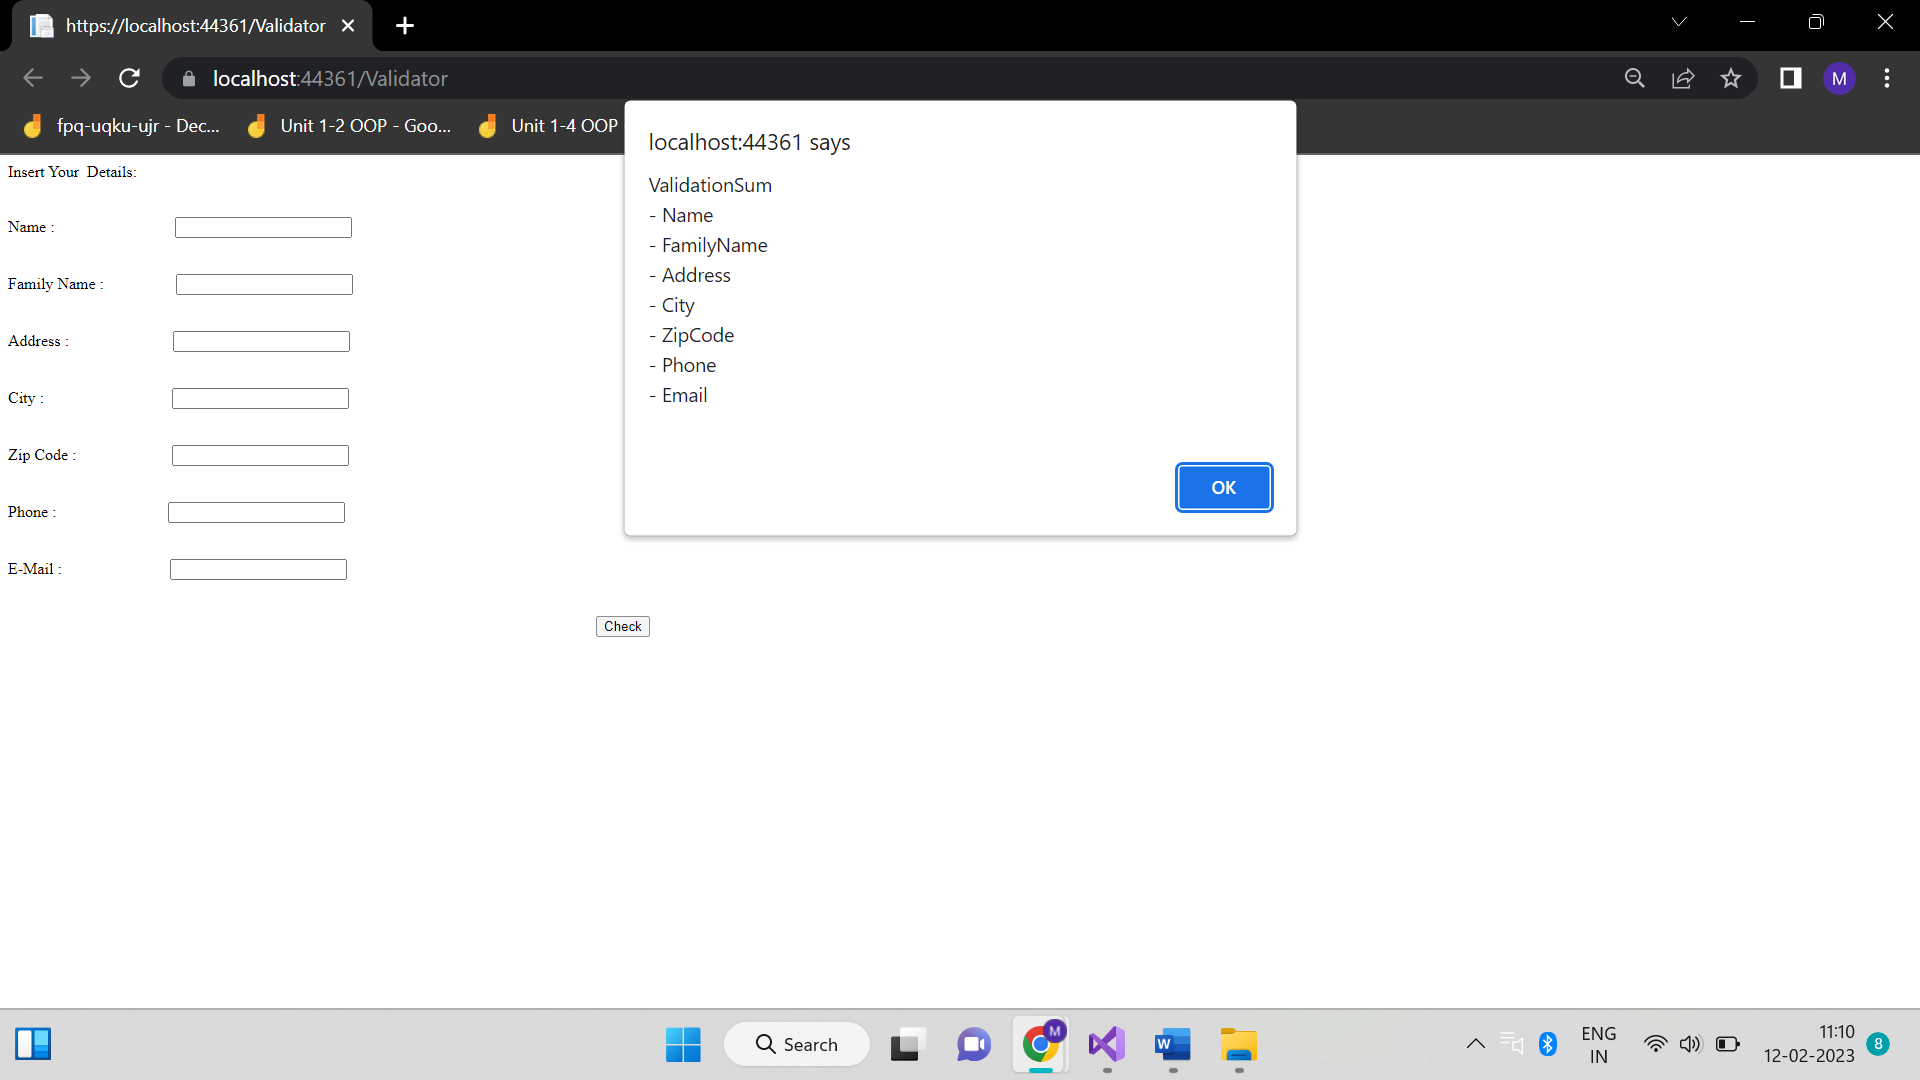 https://localhost:44361/Validator
localhost:44361/Validator
M
fpq-uqku-ujr - Dec...
Unit 1-2 OOP - Goo...
Unit 1-4 OOP
localhost:44361 says
ValidationSum
- Name
- FamilyName
- Address
- City
- ZipCode
- Phone
- Email
OK
Insert Your  Details:
Name :
Family Name :
Address :
City :
Zip Code :
Phone :
E-Mail :
Check
Search
M
W
ENG
IN
11:10
12-02-2023
8